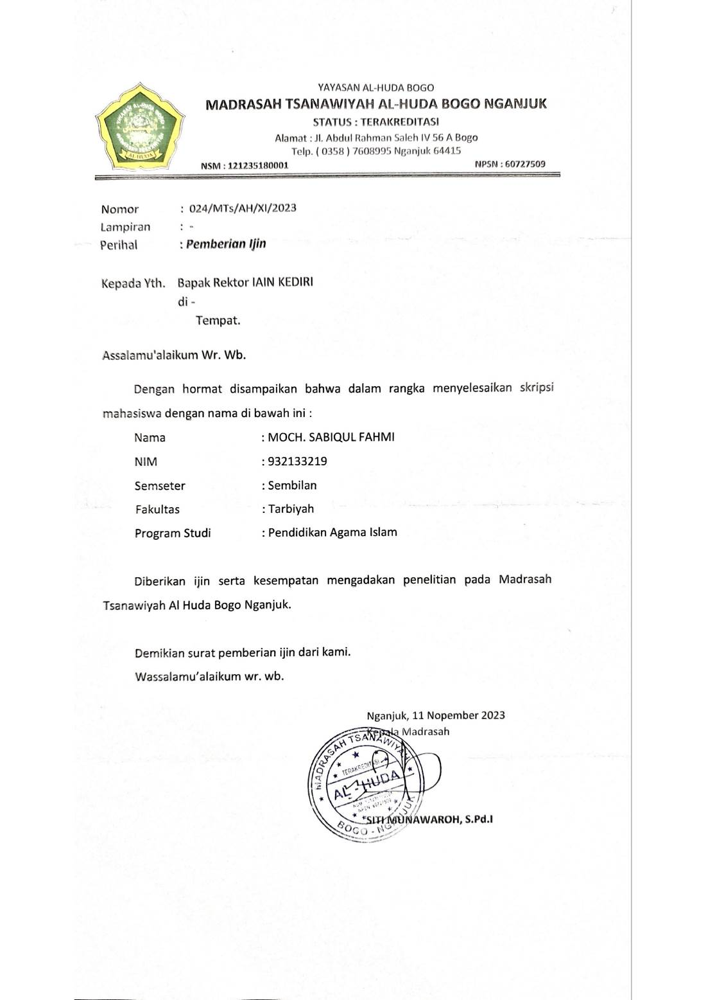 YAYASAN AL-HUDA BOGO
MADRASAH TSANAWIYAH AL-HUDA BOGO NGANJUK
STATUS : TERAKREDITASI
Alamat : Jl. Abdul Rahman Saleh IV 56 A Bogo
Telp. ( 0358 ) 7608995 Nganjuk 64415
NSM : 121235180001 NPSN : 60727509
AL-HUDA
Nomor : 024/MTs/AH/XI/2023
Lampiran : -
Perihal : Pemberian Ijin
Kepada Yth. Bapak Rektor IAIN KEDIRI
di -
Tempat.
Assalamu'alaikum Wr. Wb.
Dengan hormat disampaikan bahwa dalam rangka menyelesaikan skripsi
mahasiswa dengan nama di bawah ini :
Nama : MOCH. SABIQUL FAHMI
NIM : 932133219
Semseter : Sembilan
Fakultas : Tarbiyah
Program Studi : Pendidikan Agama Islam
Diberikan ijin serta kesempatan mengadakan penelitian pada Madrasah
Tsanawiyah Al Huda Bogo Nganjuk.
Demikian surat pemberian ijin dari kami.
Wassalamu’alaikum wr. wb.
Nganjuk, 11 Nopember 2023
Kepala Madrasah
MADRASAH TSANAWIYAH
TERAKREDITASI
AL - HUDA
NPSN 60727509
BOGO - NGANJUK
SITI MUNAWAROH, S.Pd.I